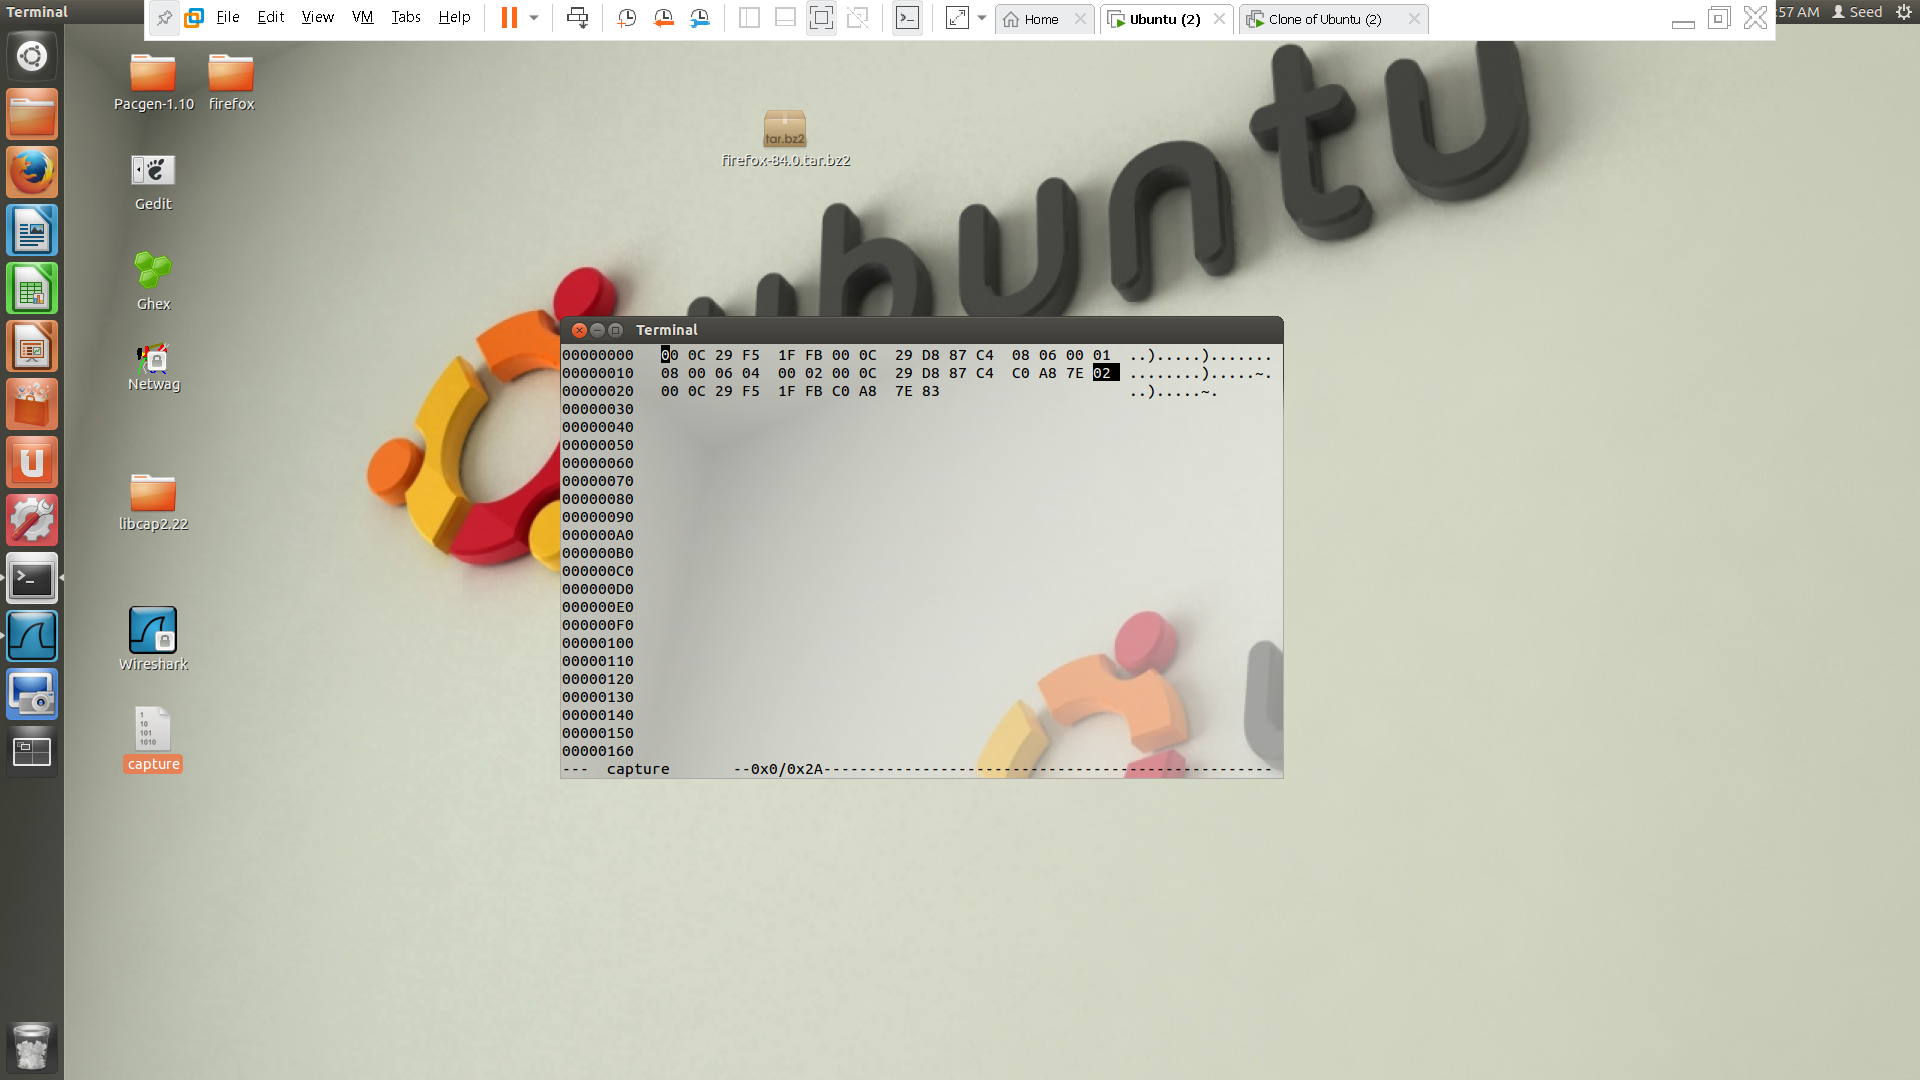 Terminal
File Edit View VM Tabs Help
Home
Ubuntu (2)
Clone of Ubuntu (2)
:57 AM Seed
Pacgen-1.10
firefox
tar.bz2
firefox-84.0.tar.bz2
ubuntu
Gedit
Ghex
Netwag
libcap2.22
Wireshark
1
10
101
1010
capture
Terminal
00000000 00 0C 29 F5 1F FB 00 0C 29 D8 87 C4 08 06 00 01 ..).....).......
00000010 08 00 06 04 00 02 00 0C 29 D8 87 C4 C0 A8 7E 02 ........).....~.
00000020 00 0C 29 F5 1F FB C0 A8 7E 83 ..).....~.
00000030
00000040
00000050
00000060
00000070
00000080
00000090
000000A0
000000B0
000000C0
000000D0
000000E0
000000F0
00000100
00000110
00000120
00000130
00000140
00000150
00000160
--- capture --0x0/0x2A--------------------------------------------------